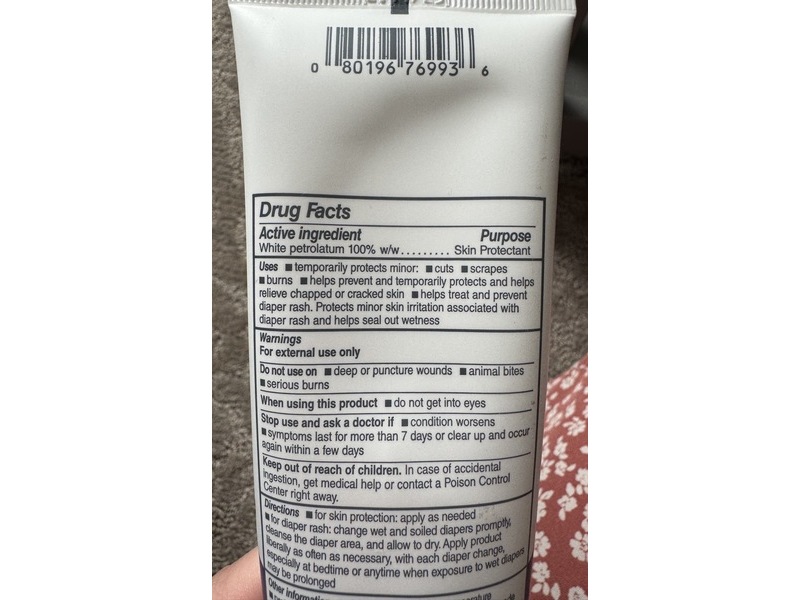 0 80196 76993 6
Drug Facts
Active ingredient Purpose
White petrolatum 100% w/w......... Skin Protectant
Uses ■ temporarily protects minor: ■ cuts ■ scrapes
■ burns ■ helps prevent and temporarily protects and helps
relieve chapped or cracked skin ■ helps treat and prevent
diaper rash. Protects minor skin irritation associated with
diaper rash and helps seal out wetness
Warnings
For external use only
Do not use on ■ deep or puncture wounds ■ animal bites
■ serious burns
When using this product ■ do not get into eyes
Stop use and ask a doctor if ■ condition worsens
■ symptoms last for more than 7 days or clear up and occur
again within a few days
Keep out of reach of children. In case of accidental
ingestion, get medical help or contact a Poison Control
Center right away.
Directions ■ for skin protection: apply as needed
■ for diaper rash: change wet and soiled diapers promptly,
cleanse the diaper area, and allow to dry. Apply product
liberally as often as necessary, with each diaper change,
especially at bedtime or anytime when exposure to wet diapers
may be prolonged
Other